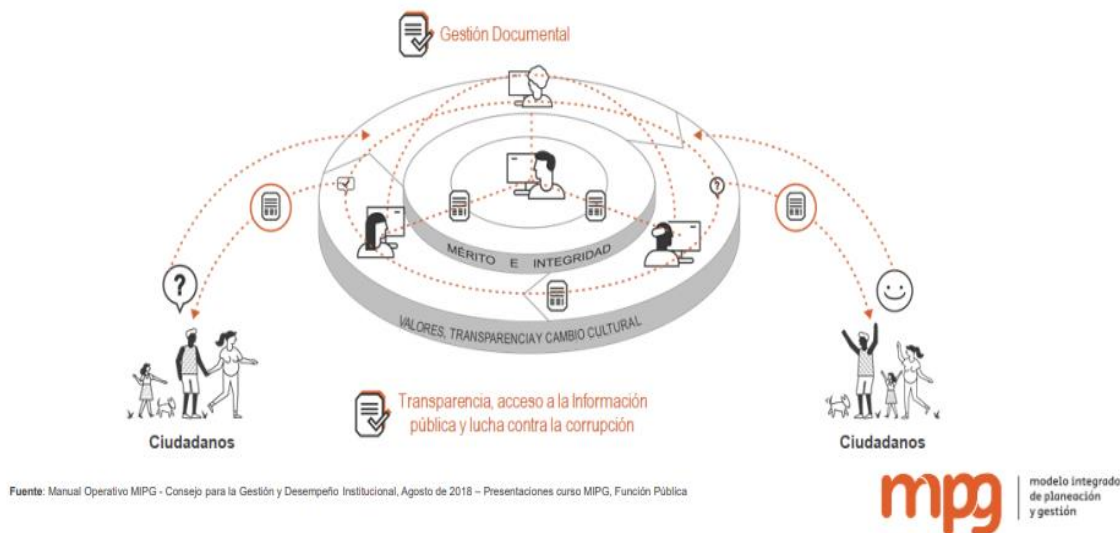 Gestión Documental
?
?
MÉRITO E INTEGRIDAD
VALORES, TRANSPARENCIA Y CAMBIO CULTURAL
Ciudadanos
Transparencia, acceso a la Información
pública y lucha contra la corrupción
Ciudadanos
Fuente: Manual Operativo MIPG - Consejo para la Gestión y Desempeño Institucional, Agosto de 2018 – Presentaciones curso MIPG, Función Pública
mipg
modelo integrado
de planeación
y gestión